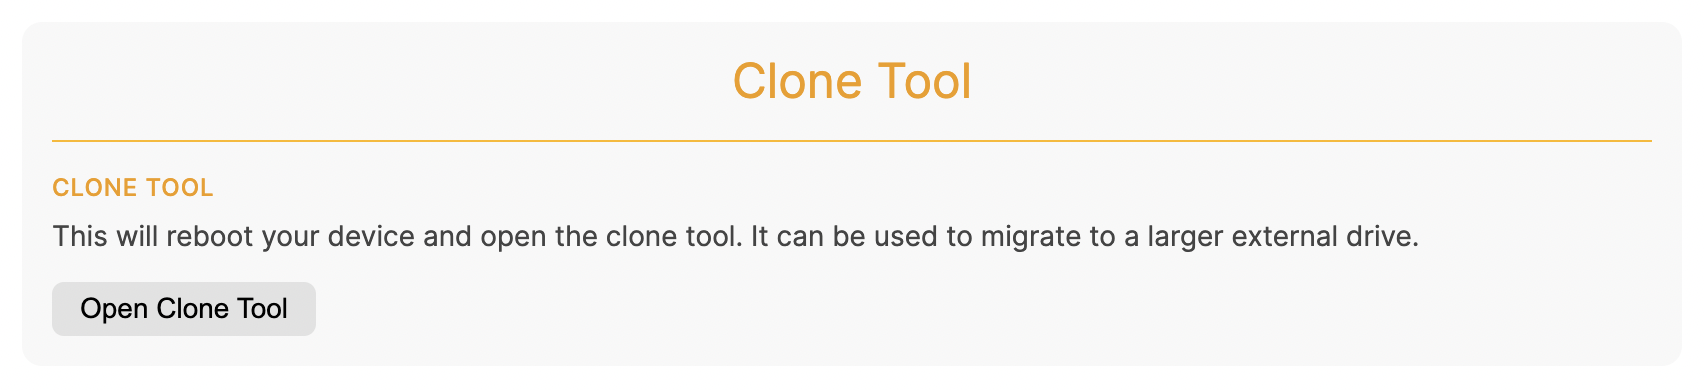 Clone Tool
CLONE TOOL
This will reboot your device and open the clone tool. It can be used to migrate to a larger external drive.
Open Clone Tool